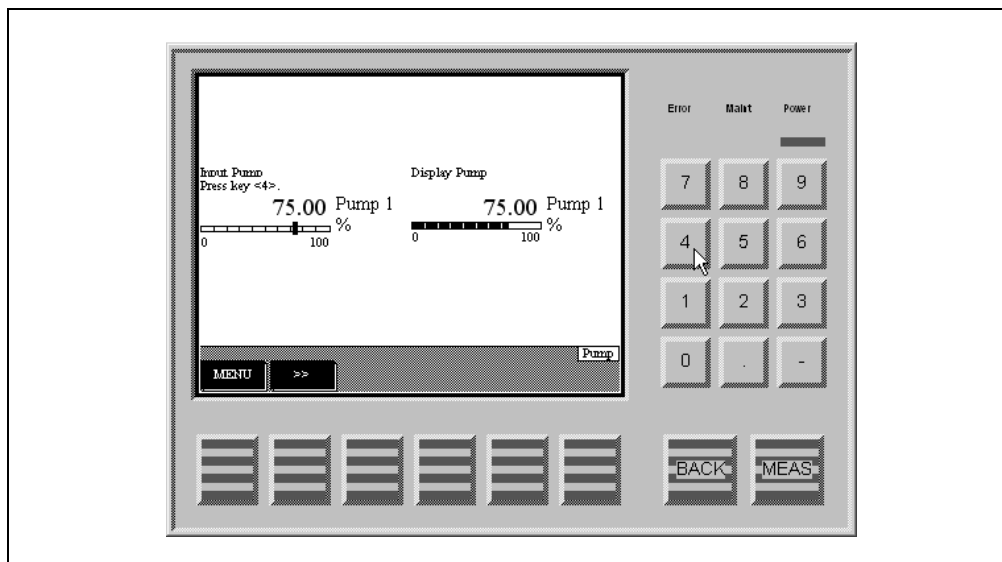 Error Maint Power
Input Pump
Press key <4>.
75.00 Pump 1
%
0 100
Display Pump
75.00 Pump 1
%
0 100
Pump
MENU >>
7 8 9
4 5 6
1 2 3
0 . -
BACK MEAS